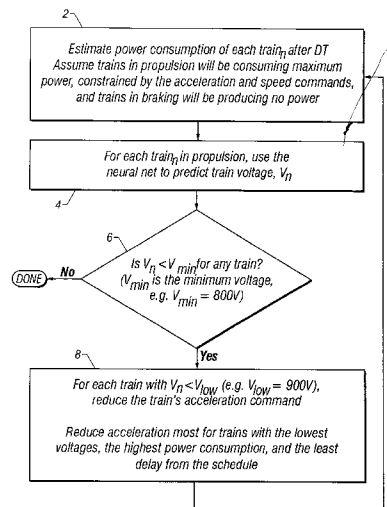 2
Estimate power consumption of each train_n after DT
Assume trains in propulsion will be consuming maximum
power, constrained by the acceleration and speed commands,
and trains in braking will be producing no power
For each train_n in propulsion, use the
neural net to predict train voltage, V_n
4
6
Is V_n < V_min for any train?
(V_min is the minimum voltage,
e.g. V_min = 800V)
No
DONE
Yes
8
For each train with V_n < V_low (e.g. V_low = 900V),
reduce the train's acceleration command
Reduce acceleration most for trains with the lowest
voltages, the highest power consumption, and the least
delay from the schedule